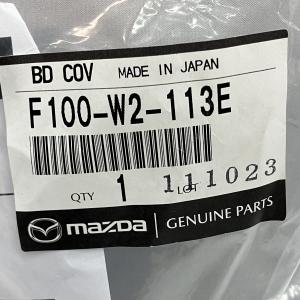 BD COV MADE IN JAPAN
F100-W2-113E
QTY 1 LOT 111023
mazda GENUINE PARTS